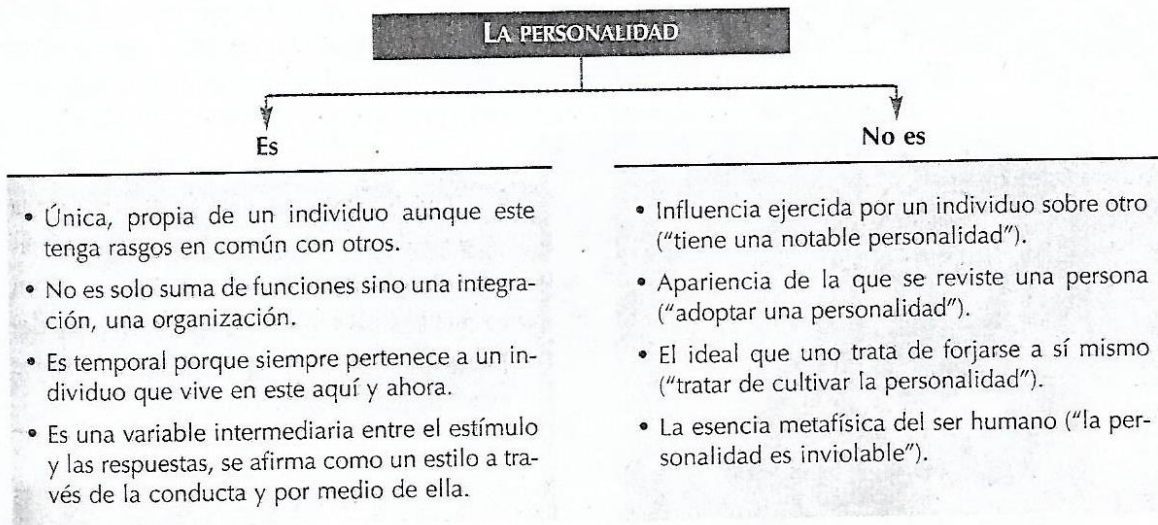 LA PERSONALIDAD
Es
• Única, propia de un individuo aunque este
tenga rasgos en común con otros.
• No es solo suma de funciones sino una integra-
ción, una organización.
• Es temporal porque siempre pertenece a un in-
dividuo que vive en este aquí y ahora.
• Es una variable intermediaria entre el estímulo
y las respuestas, se afirma como un estilo a tra-
vés de la conducta y por medio de ella.
No es
• Influencia ejercida por un individuo sobre otro
("tiene una notable personalidad").
• Apariencia de la que se reviste una persona
("adoptar una personalidad").
• El ideal que uno trata de forjarse a sí mismo
("tratar de cultivar la personalidad").
• La esencia metafísica del ser humano ("la per-
sonalidad es inviolable").